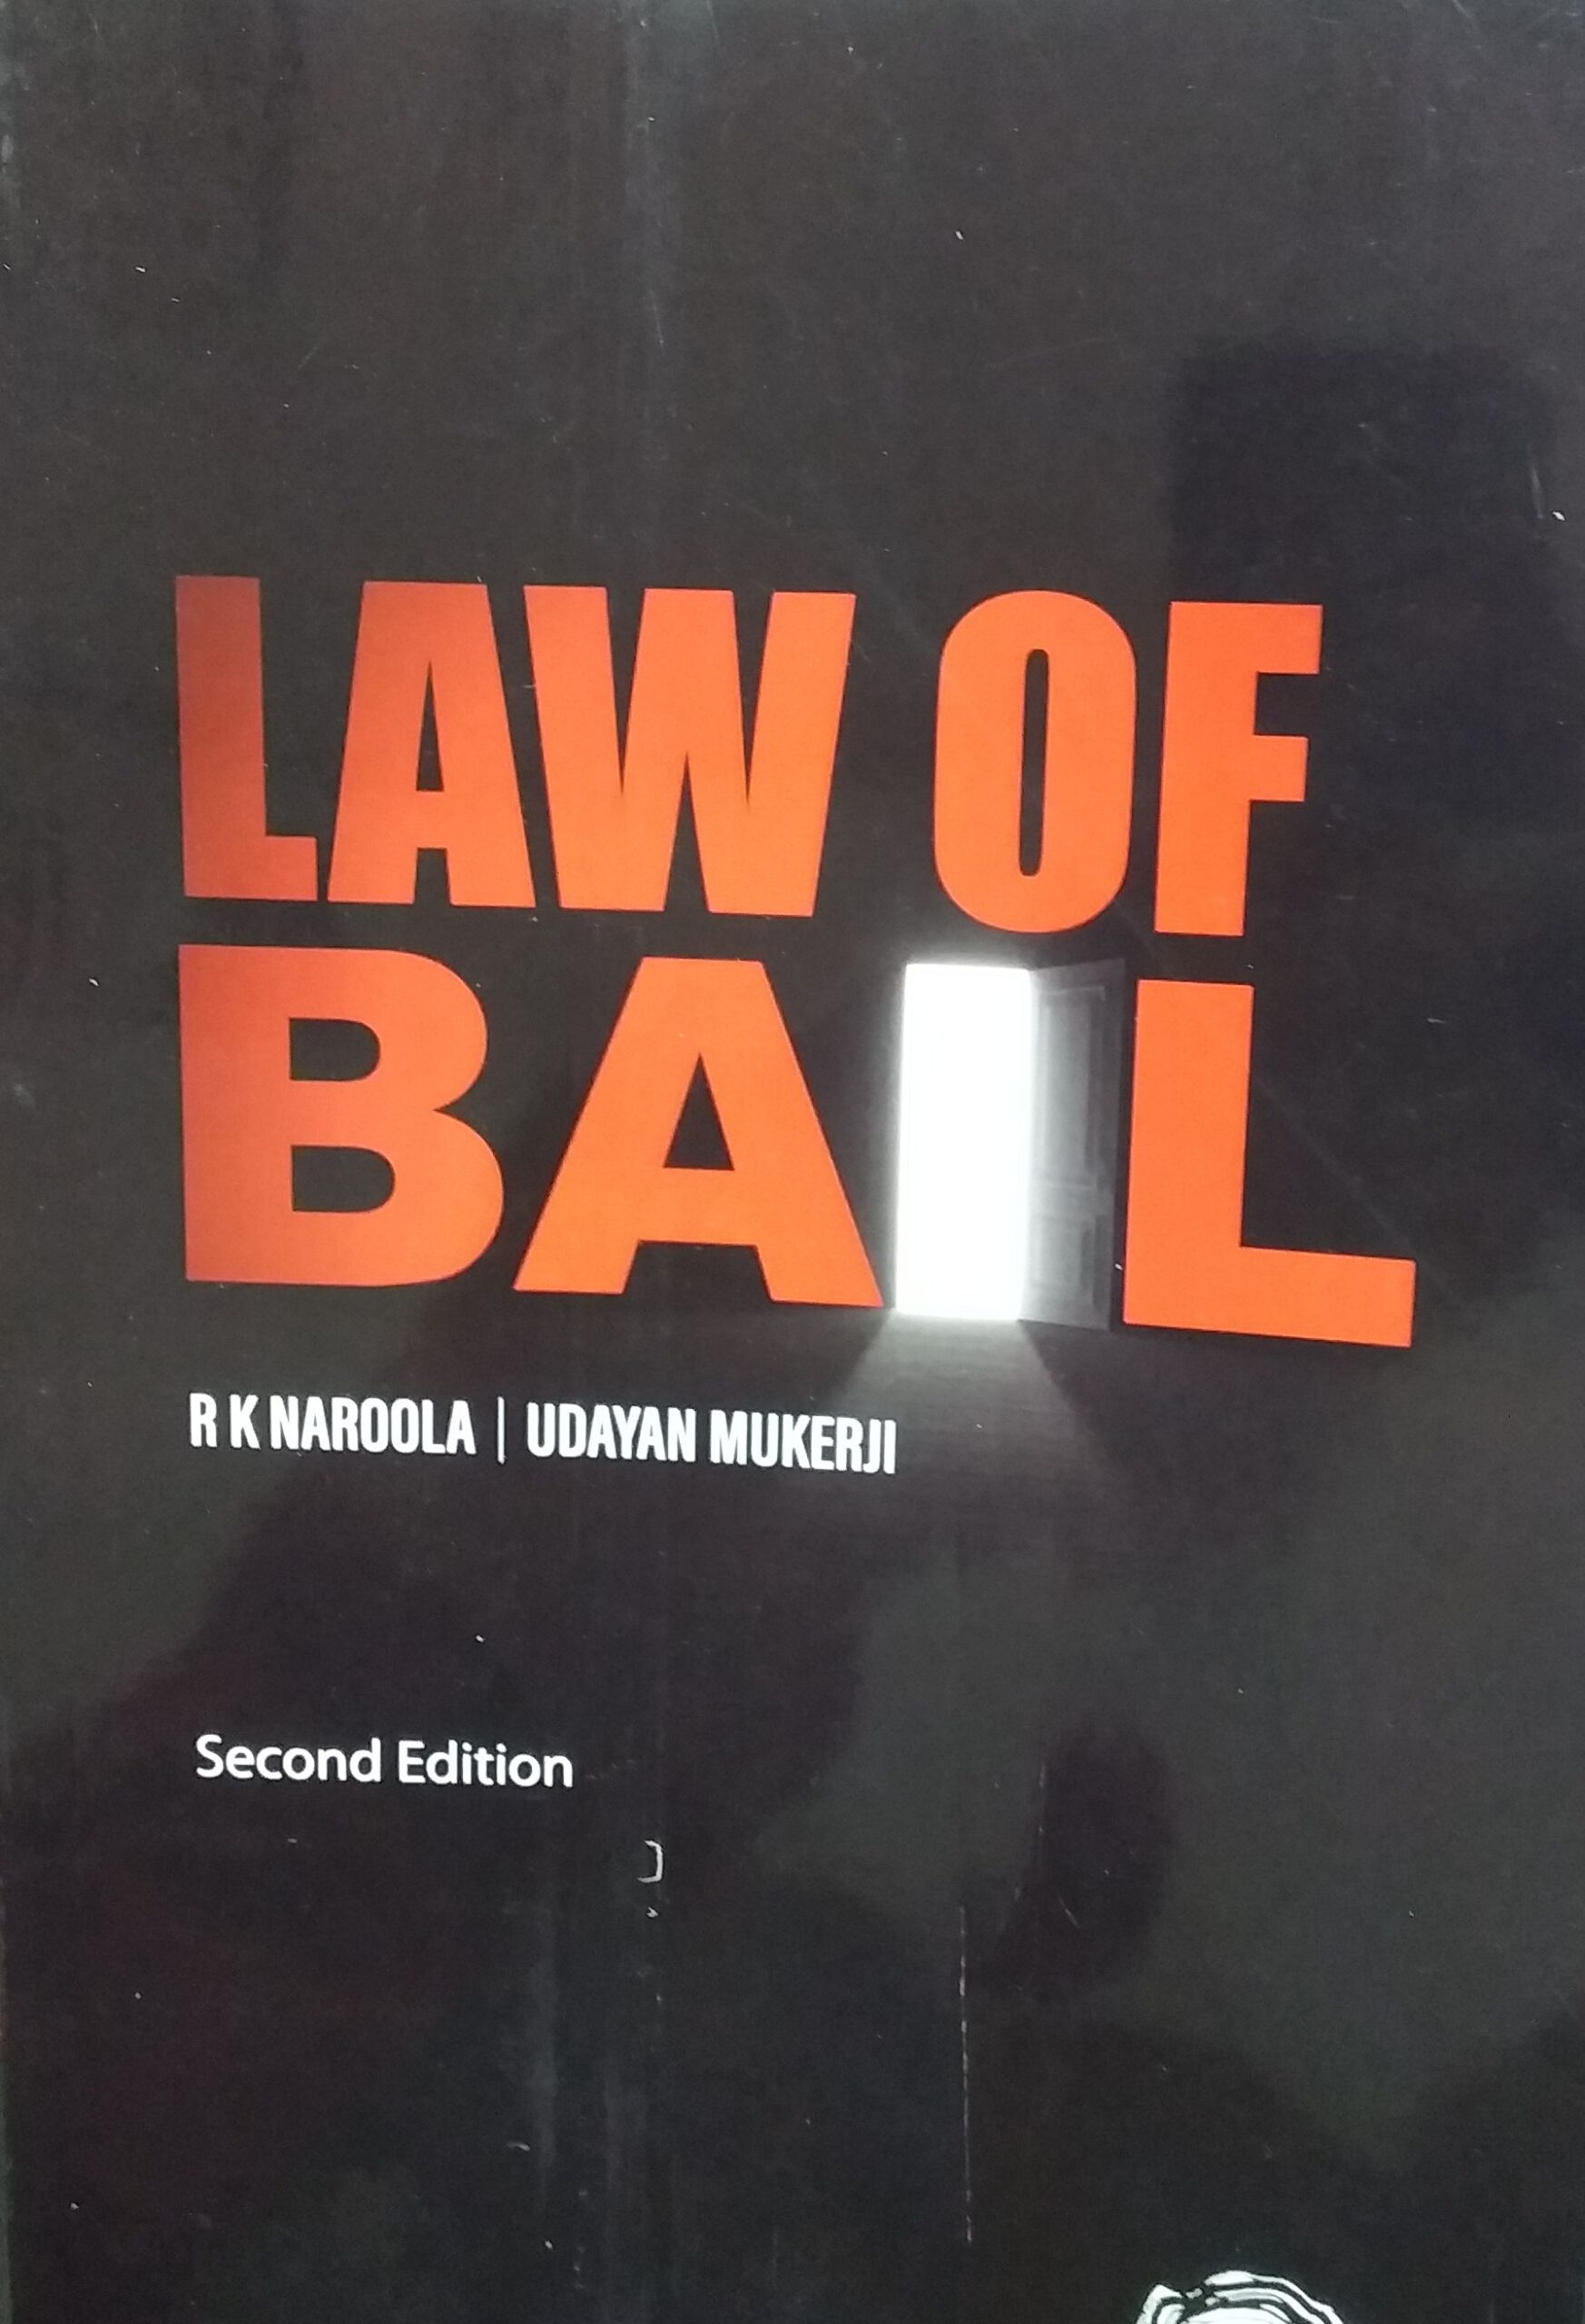 LAW OF
BAIL
R K NAROOLA | UDAYAN MUKERJI
Second Edition